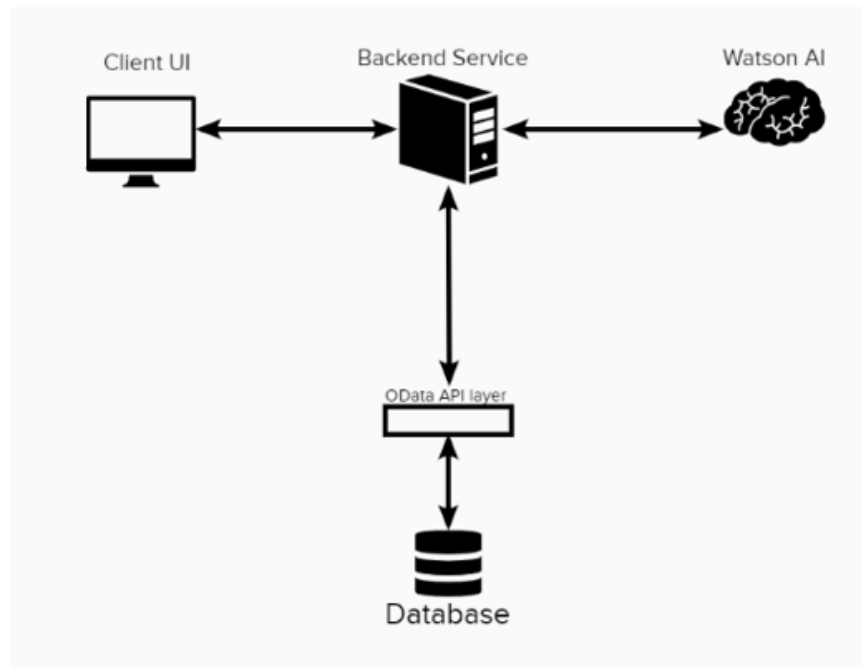 Client UI
Backend Service
Watson AI
OData API layer
Database